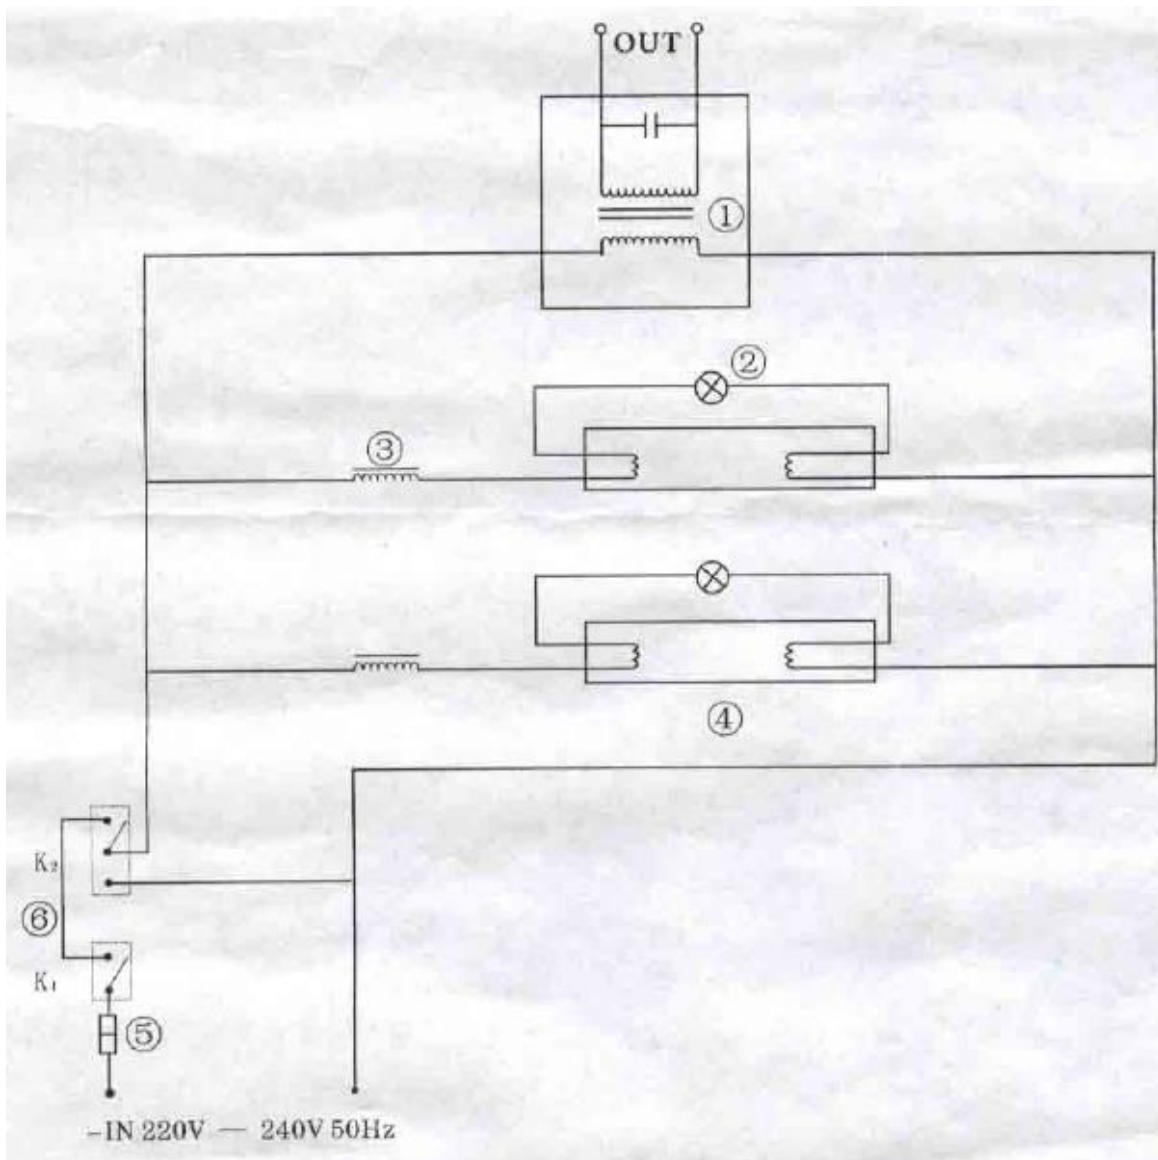 OUT
①
②
③
④
K₂
⑥
K₁
⑤
-IN 220V — 240V 50Hz